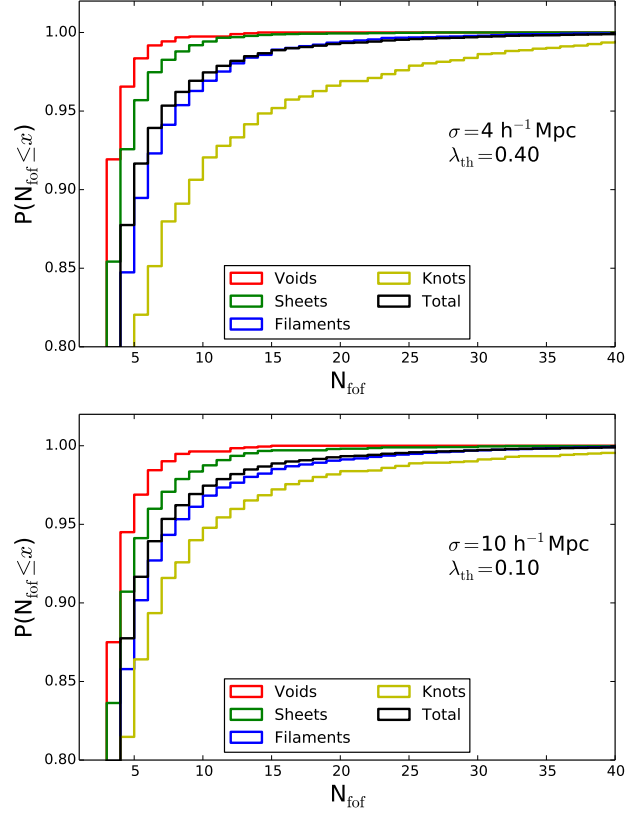 1.00
0.95
0.90
0.85
0.80
P(N_fof ≤ x)
σ = 4 h⁻¹ Mpc
λ_th = 0.40
Voids
Sheets
Filaments
Knots
Total
5 10 15 20 25 30 35 40
N_fof
1.00
0.95
0.90
0.85
0.80
P(N_fof ≤ x)
σ = 10 h⁻¹ Mpc
λ_th = 0.10
Voids
Sheets
Filaments
Knots
Total
5 10 15 20 25 30 35 40
N_fof